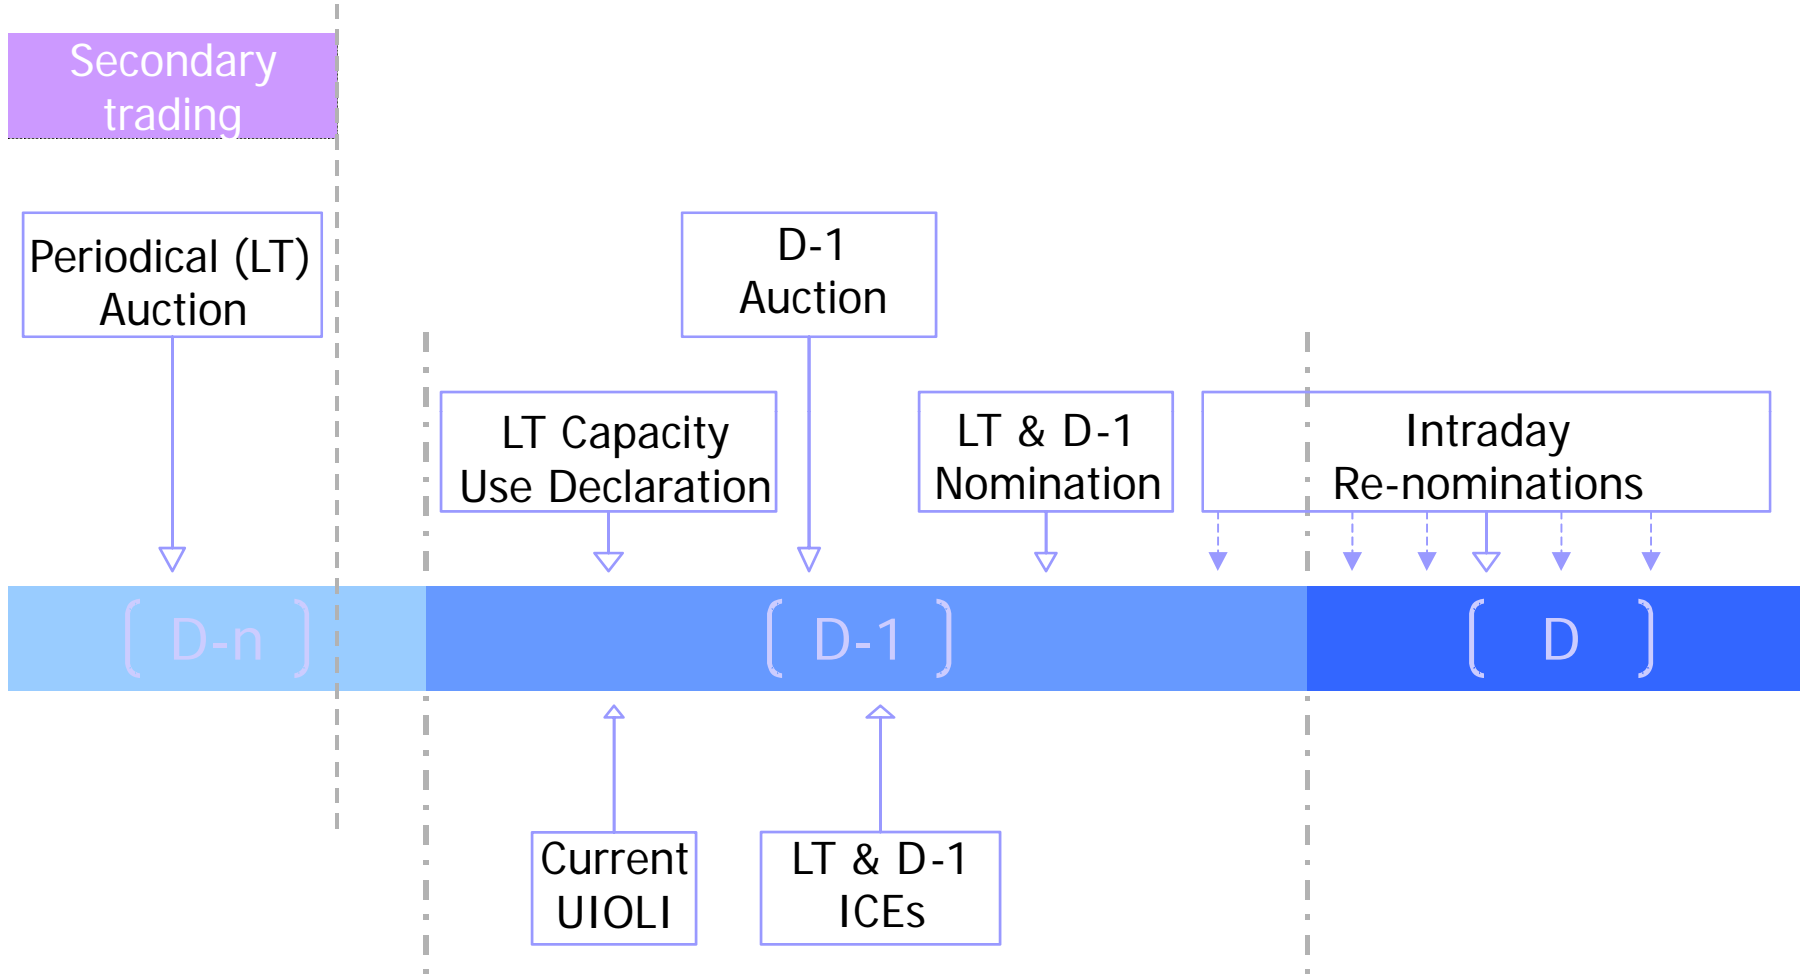 Secondary
trading
Periodical (LT)
Auction
D-1
Auction
LT Capacity
Use Declaration
LT & D-1
Nomination
Intraday
Re-nominations
( D-n )
( D-1 )
( D )
Current
UIOLI
LT & D-1
ICEs